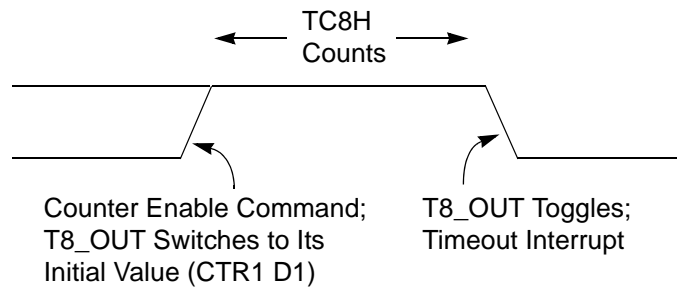 TC8H
Counts
Counter Enable Command;
T8_OUT Switches to Its
Initial Value (CTR1 D1)
T8_OUT Toggles;
Timeout Interrupt